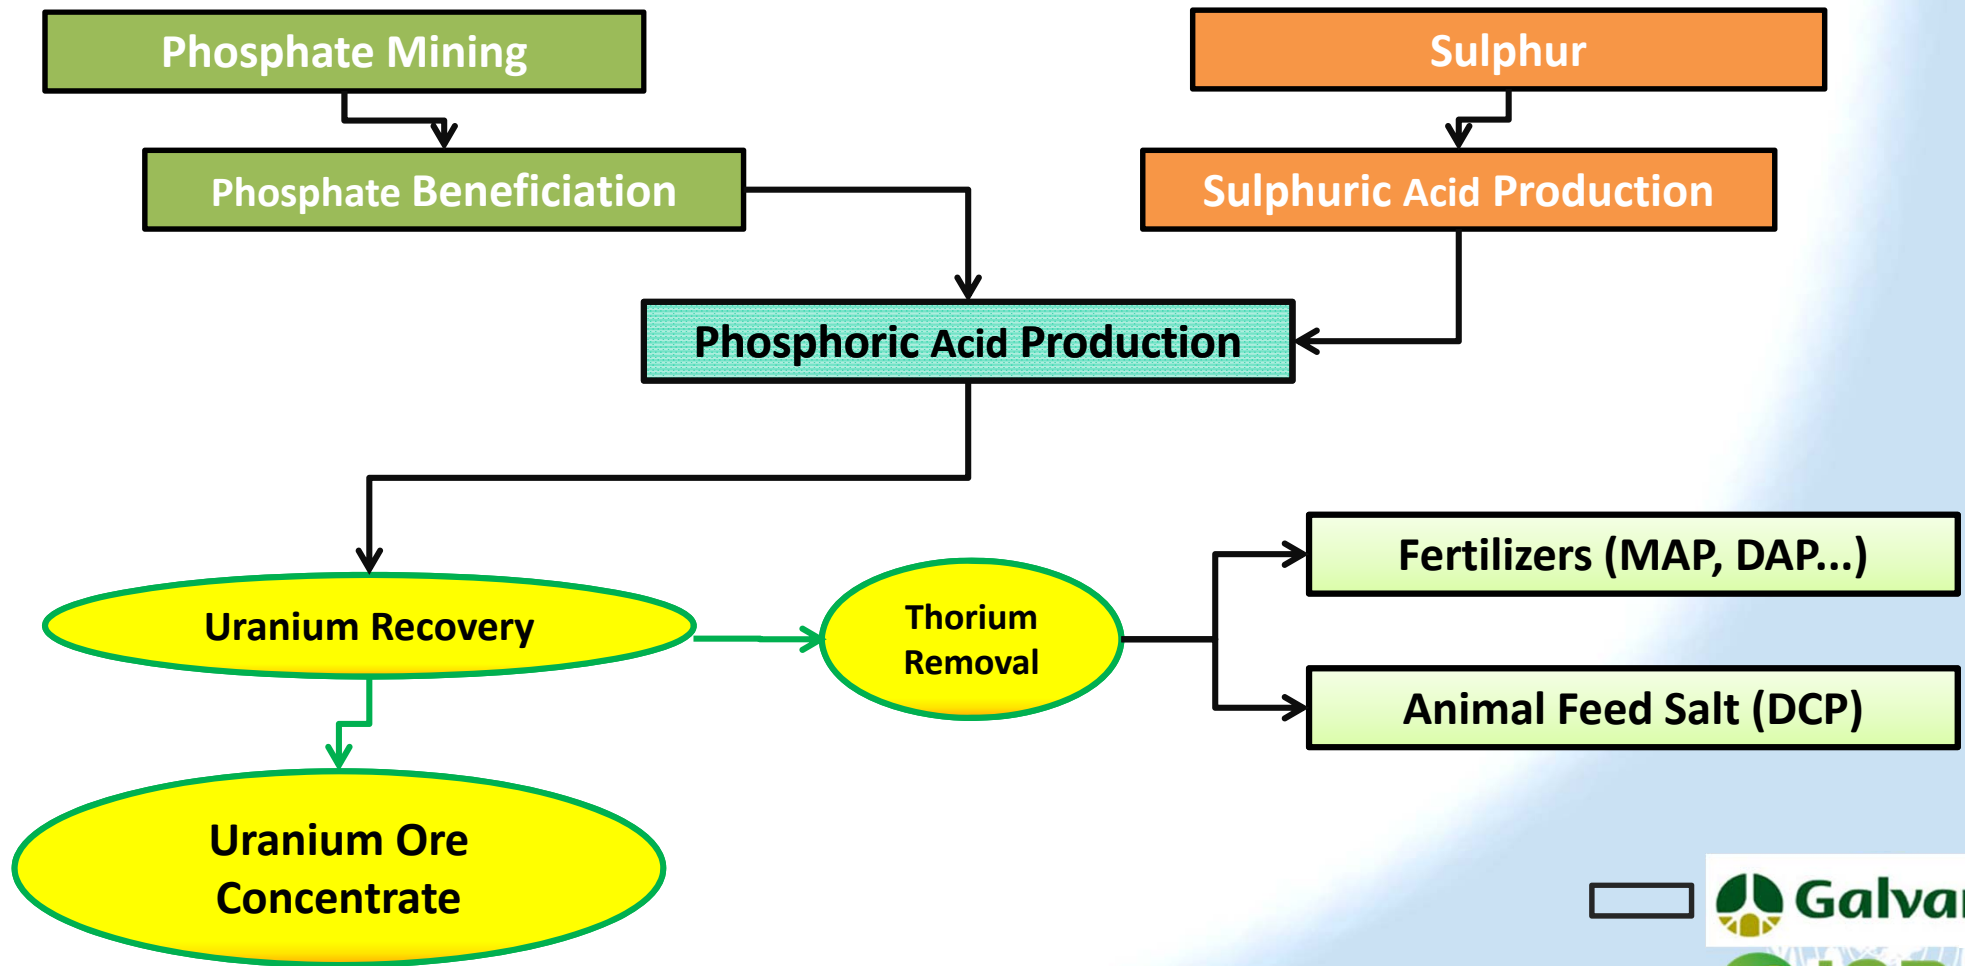 Phosphate Mining
Sulphur
Phosphate Beneficiation
Sulphuric Acid Production
Phosphoric Acid Production
Fertilizers (MAP, DAP...)
Uranium Recovery
Thorium
Removal
Animal Feed Salt (DCP)
Uranium Ore
Concentrate